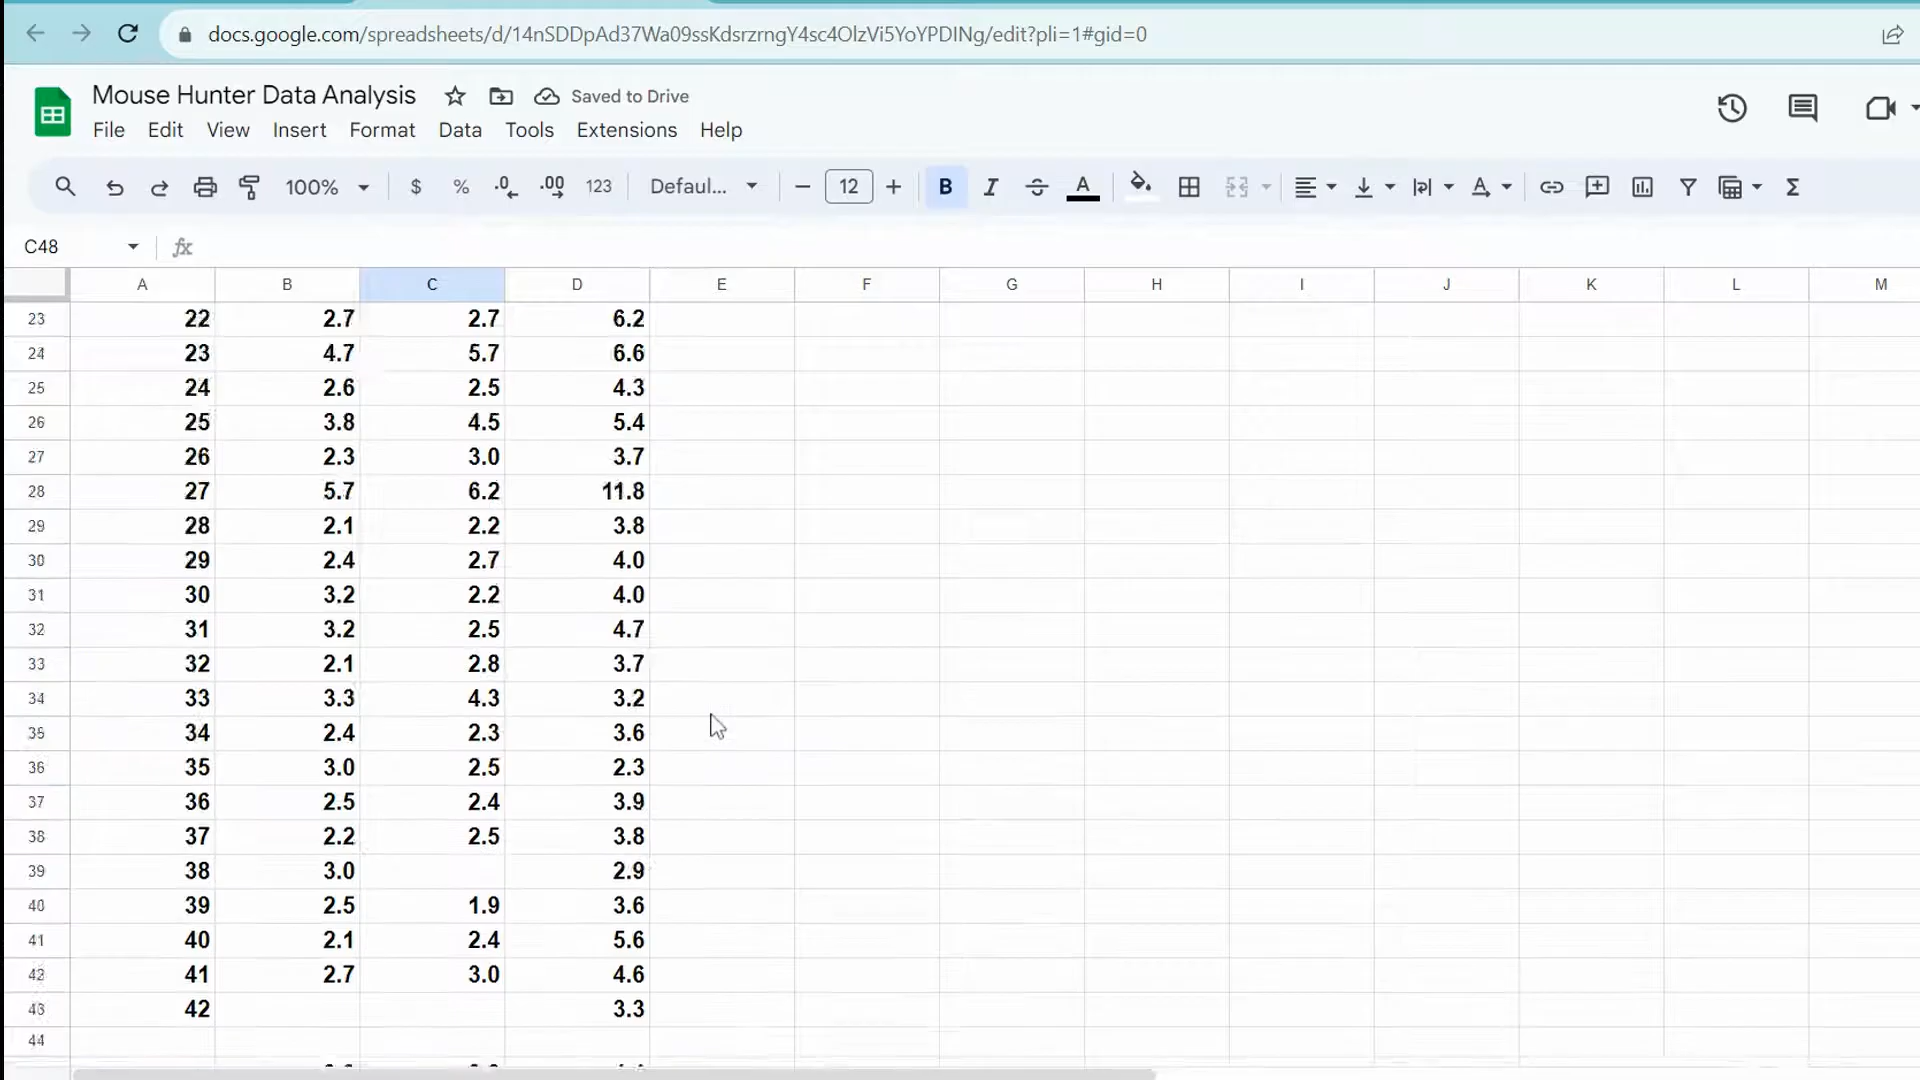 docs.google.com/spreadsheets/d/14nSDDpAd37Wa09ssKdsrzrngY4sc4OlzVi5YoYPDINg/edit?pli=1#gid=0
Mouse Hunter Data Analysis Saved to Drive
File Edit View Insert Format Data Tools Extensions Help
100% $ % .0 .00 123 Defaul... 12 B I A
C48 fx
A B C D E F G H I J K L M
23 22 2.7 2.7 6.2
24 23 4.7 5.7 6.6
25 24 2.6 2.5 4.3
26 25 3.8 4.5 5.4
27 26 2.3 3.0 3.7
28 27 5.7 6.2 11.8
29 28 2.1 2.2 3.8
30 29 2.4 2.7 4.0
31 30 3.2 2.2 4.0
32 31 3.2 2.5 4.7
33 32 2.1 2.8 3.7
34 33 3.3 4.3 3.2
35 34 2.4 2.3 3.6
36 35 3.0 2.5 2.3
37 36 2.5 2.4 3.9
38 37 2.2 2.5 3.8
39 38 3.0 2.9
40 39 2.5 1.9 3.6
41 40 2.1 2.4 5.6
42 41 2.7 3.0 4.6
43 42 3.3
44